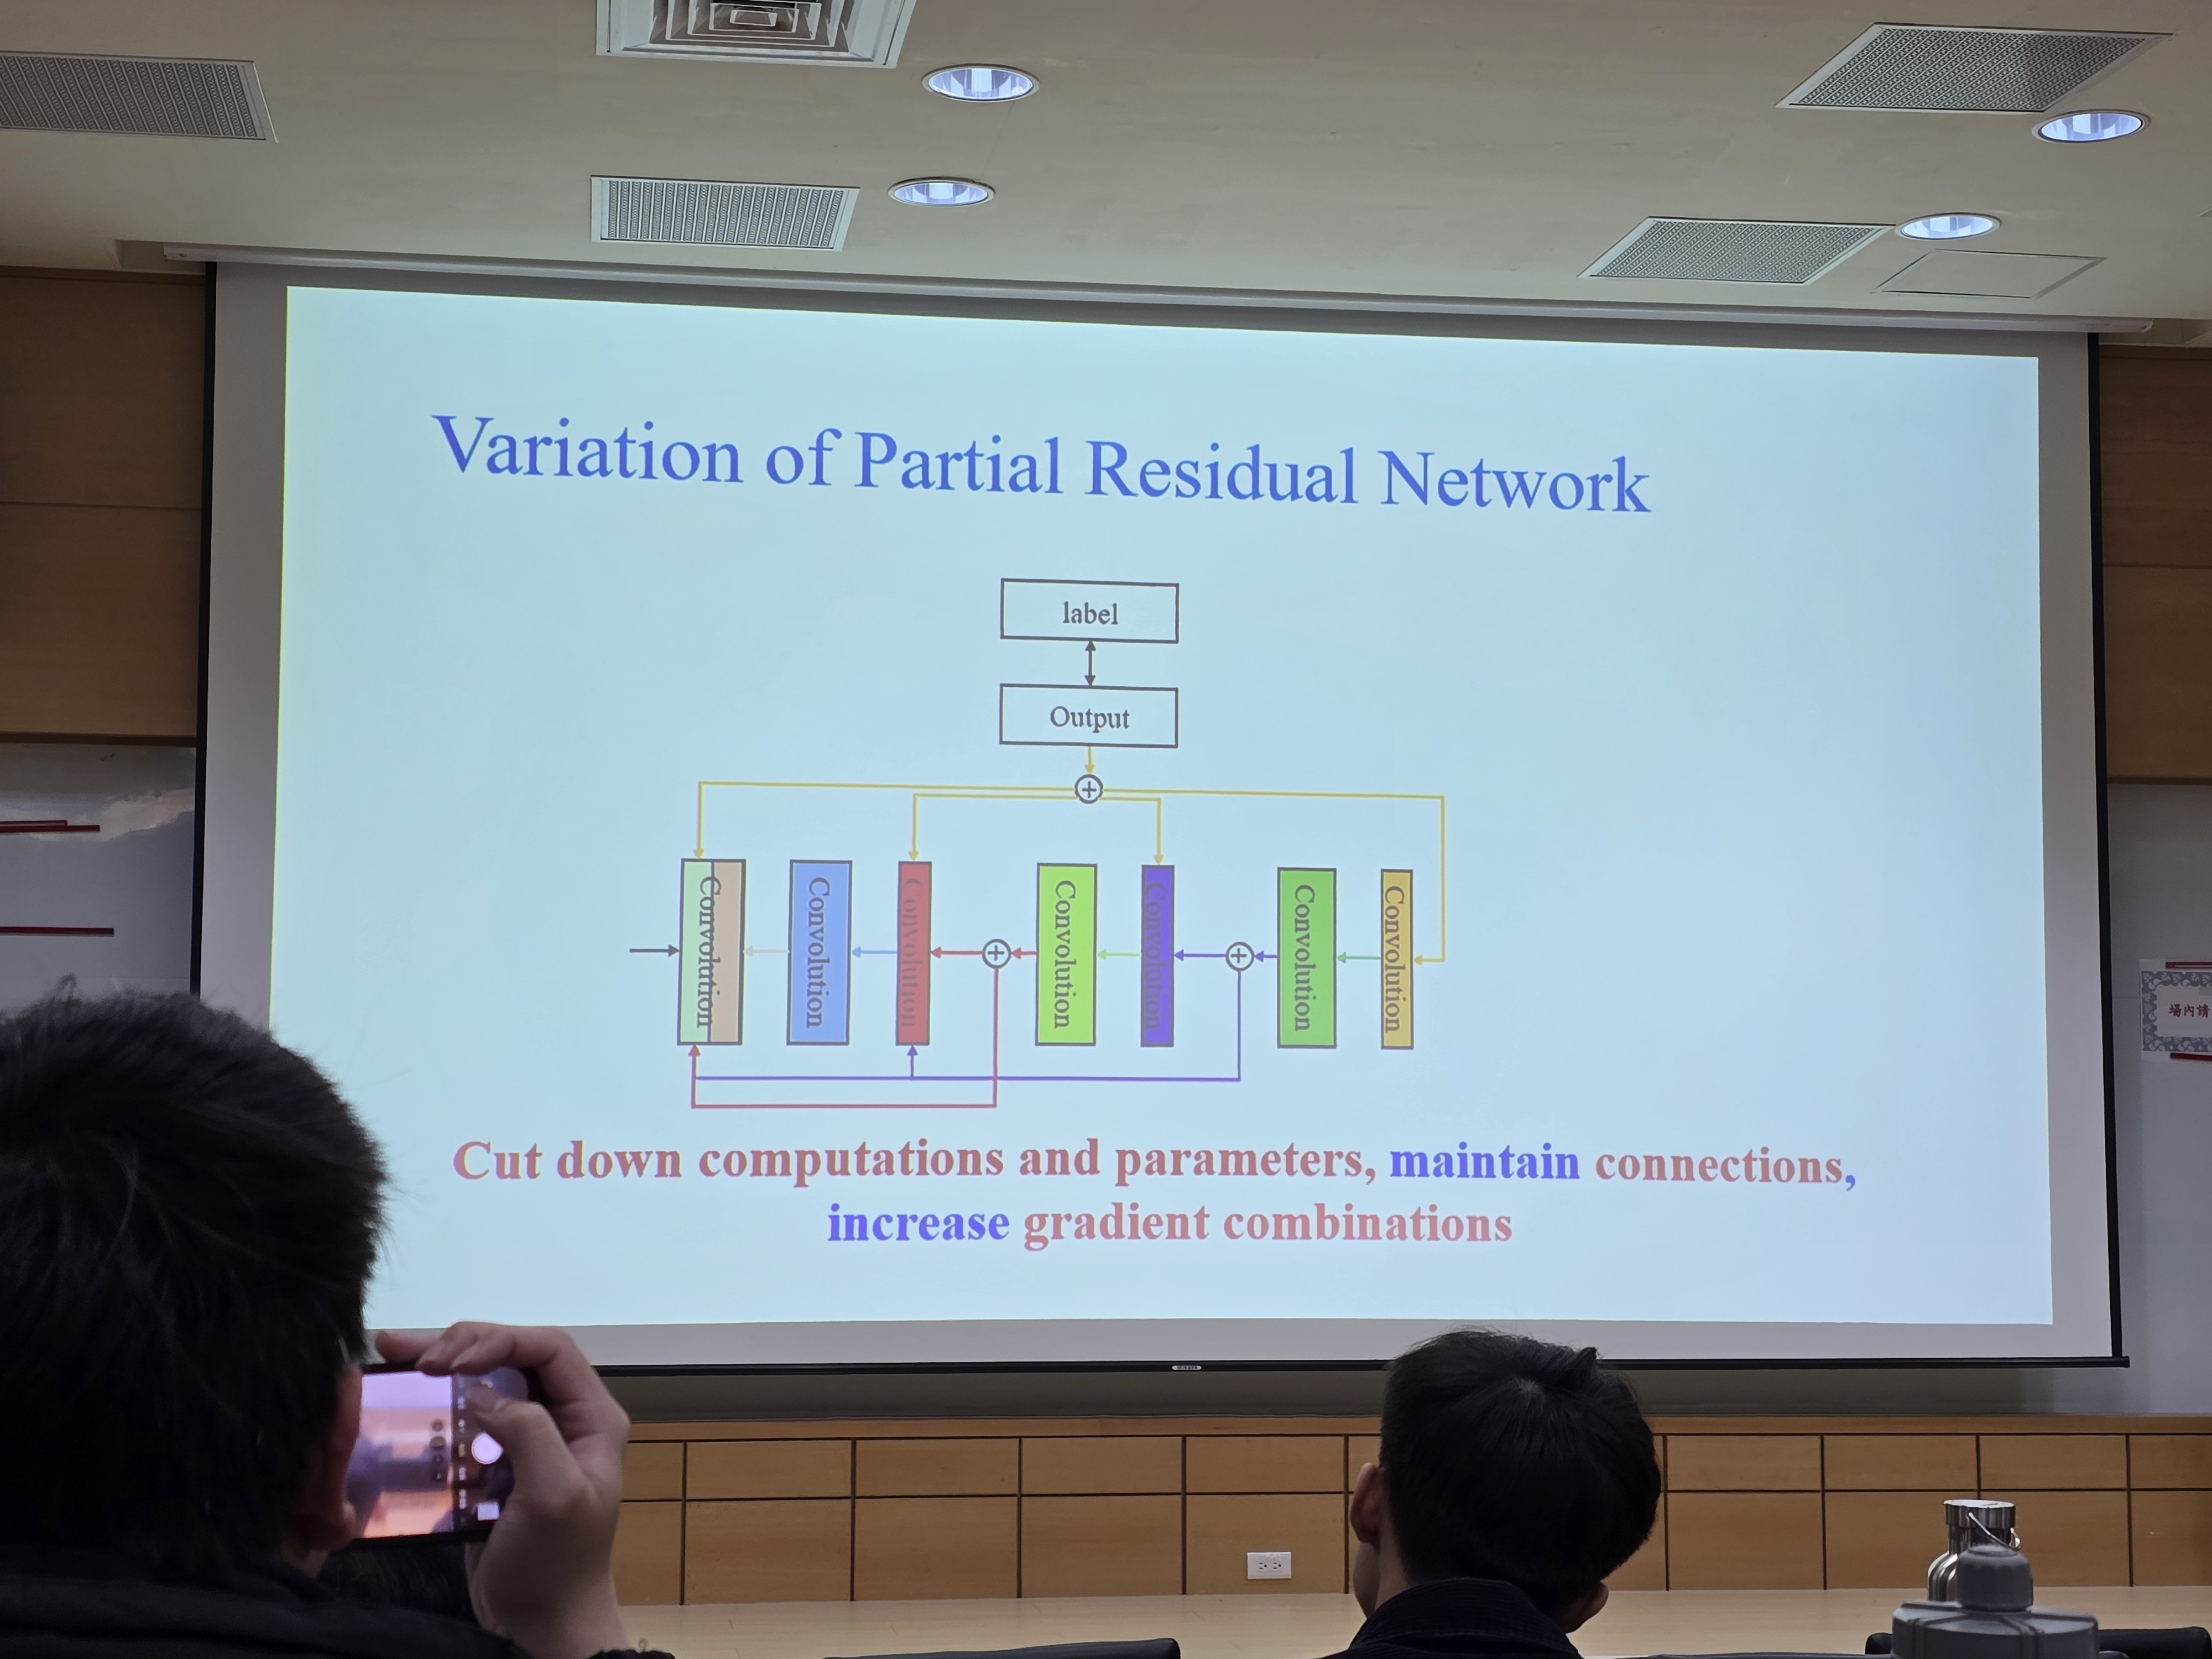 Variation of Partial Residual Network
label
Output
Convolution
Convolution
Convolution
Convolution
Convolution
Convolution
Convolution
Cut down computations and parameters, maintain connections,
increase gradient combinations
場內請